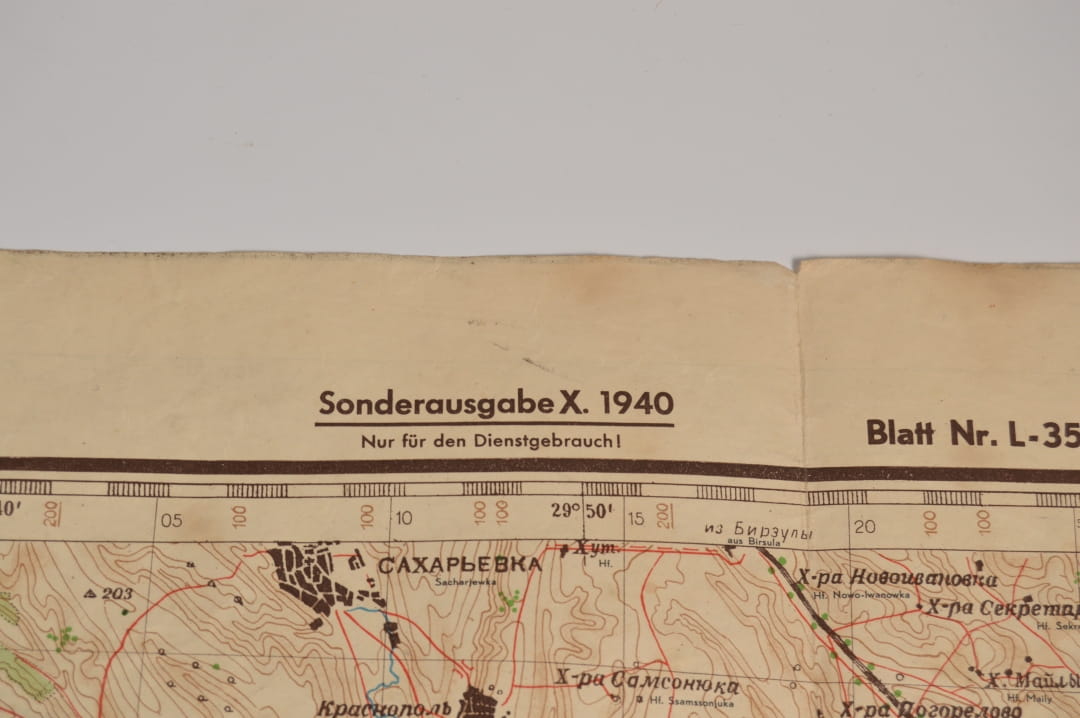 Sonderausgabe X. 1940
Nur für den Dienstgebrauch!
Blatt Nr. L-35
40' 200 05 100 100 10 100 100 29° 50' 15 200 20 100 100
из Бирзулы
aus Birsula
Хут.
Hf.
САХАРЬЕВКА
Sacharjewka
203
Х-ра Новоивановка
Hf. Nowo-Iwanowka
Х-ра Секретар
Hf. Sekre
Х-ра Самсонюка
Hf. Ssamssonjuka
Х. Майлы
Hf. Maily
Краснополь
Х-ра Погорелово